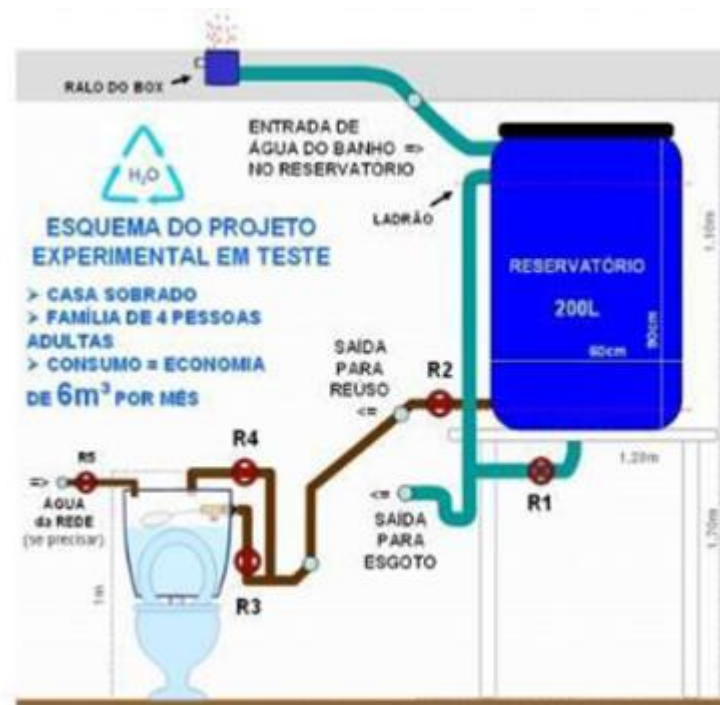 RALO DO BOX
ENTRADA DE
ÁGUA DO BANHO =>
NO RESERVATÓRIO
H₂O
LADRÃO
ESQUEMA DO PROJETO
EXPERIMENTAL EM TESTE
➢ CASA SOBRADO
➢ FAMÍLIA DE 4 PESSOAS
ADULTAS
➢ CONSUMO = ECONOMIA
DE 6m³ POR MÊS
RESERVATÓRIO
200L
60cm
90cm
1,10m
SAÍDA
PARA
REÚSO
<=
R2
R4
R5
=>
ÁGUA
da REDE
(se precisar)
R3
1m
<=
SAÍDA
PARA
ESGOTO
R1
1,20m
1,70m